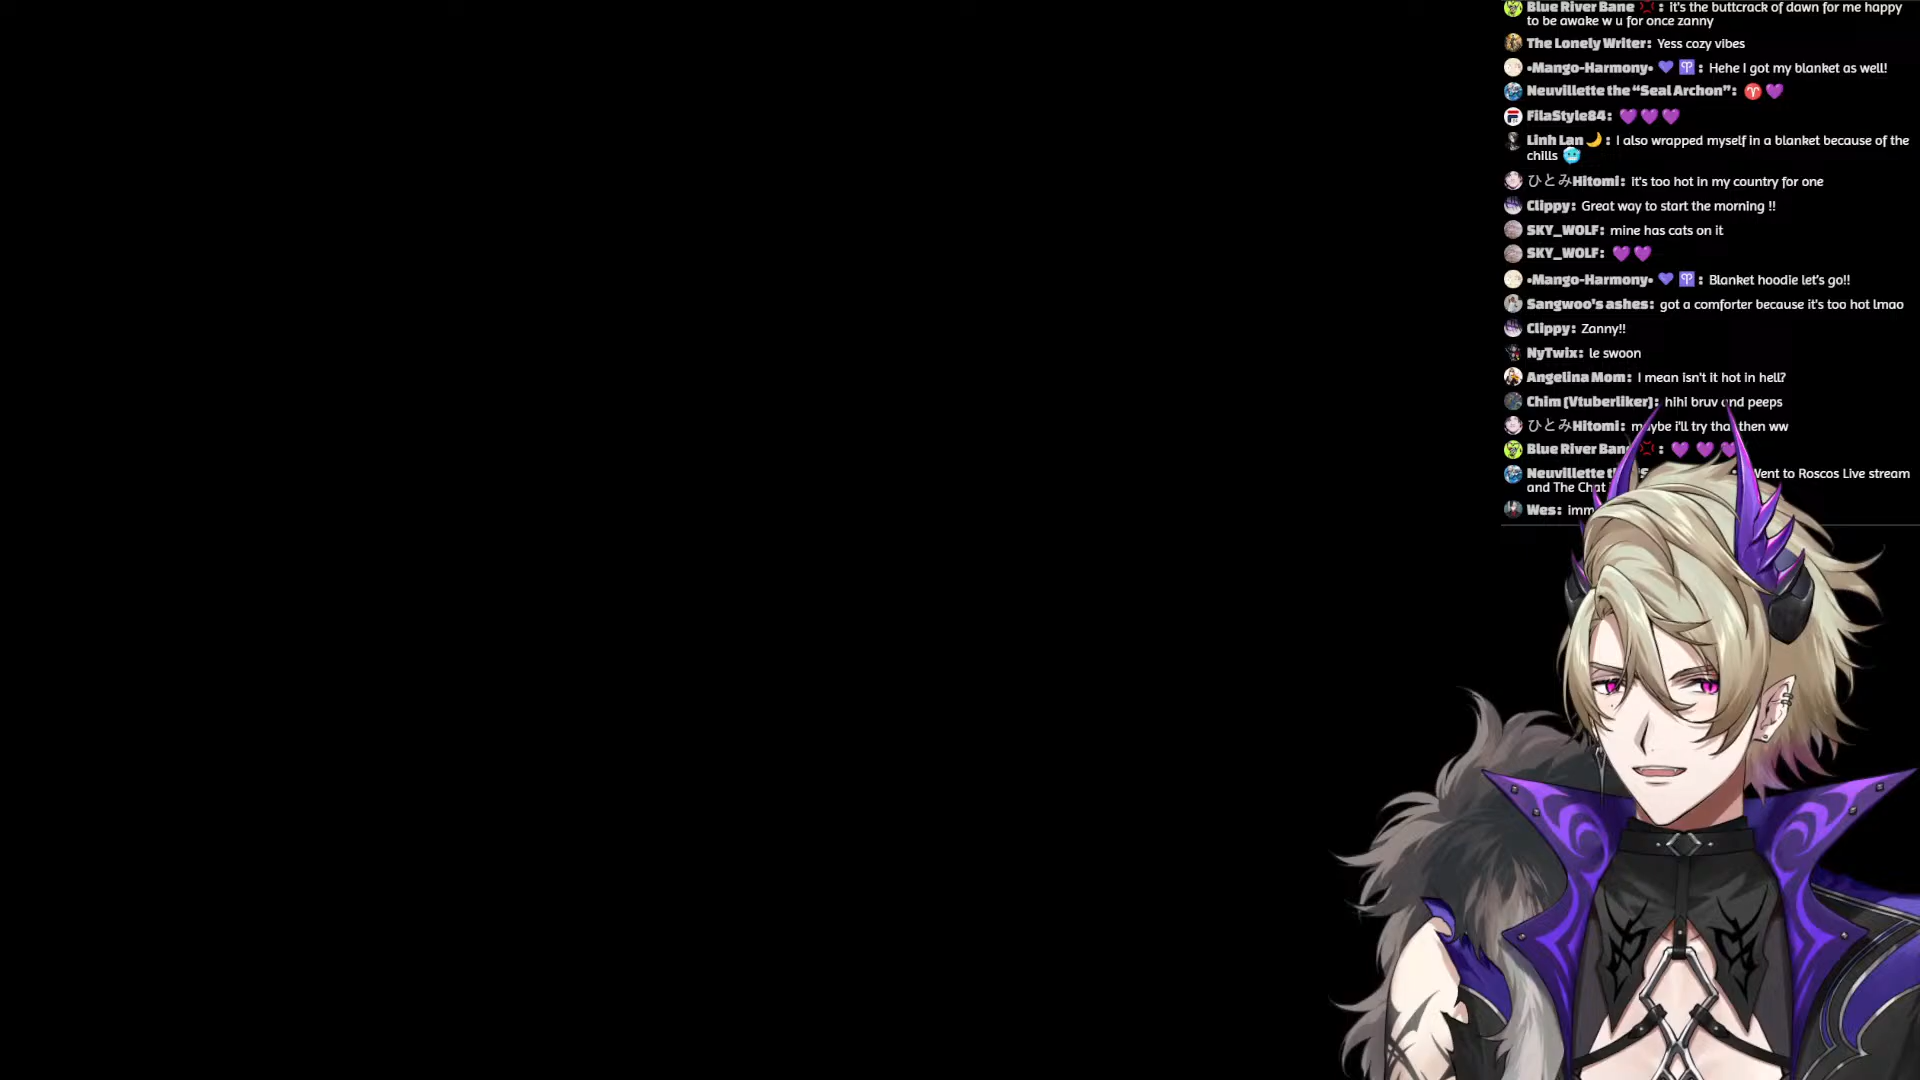 Blue River Bane 💢 : it's the buttcrack of dawn for me happy
to be awake w u for once zanny
The Lonely Writer: Yess cozy vibes
•Mango-Harmony• 💜 ♈ : Hehe I got my blanket as well!
Neuvillette the “Seal Archon”: ♈ 💜
FilaStyle84: 💜 💜 💜
Linh Lan 🌙 : I also wrapped myself in a blanket because of the
chills 🥶
ひとみHitomi: it's too hot in my country for one
Clippy: Great way to start the morning !!
SKY_WOLF: mine has cats on it
SKY_WOLF: 💜 💜
•Mango-Harmony• 💜 ♈ : Blanket hoodie let's go!!
Sangwoo's ashes: got a comforter because it's too hot lmao
Clippy: Zanny!!
NyTwix: le swoon
Angelina Mom: I mean isn't it hot in hell?
Chim [Vtuberliker]: hihi bruv and peeps
ひとみHitomi: maybe i'll try that then ww
Blue River Bane 💢 : 💜 💜 💜
Neuvillette Went to Roscos Live stream
and The Chat
Wes: